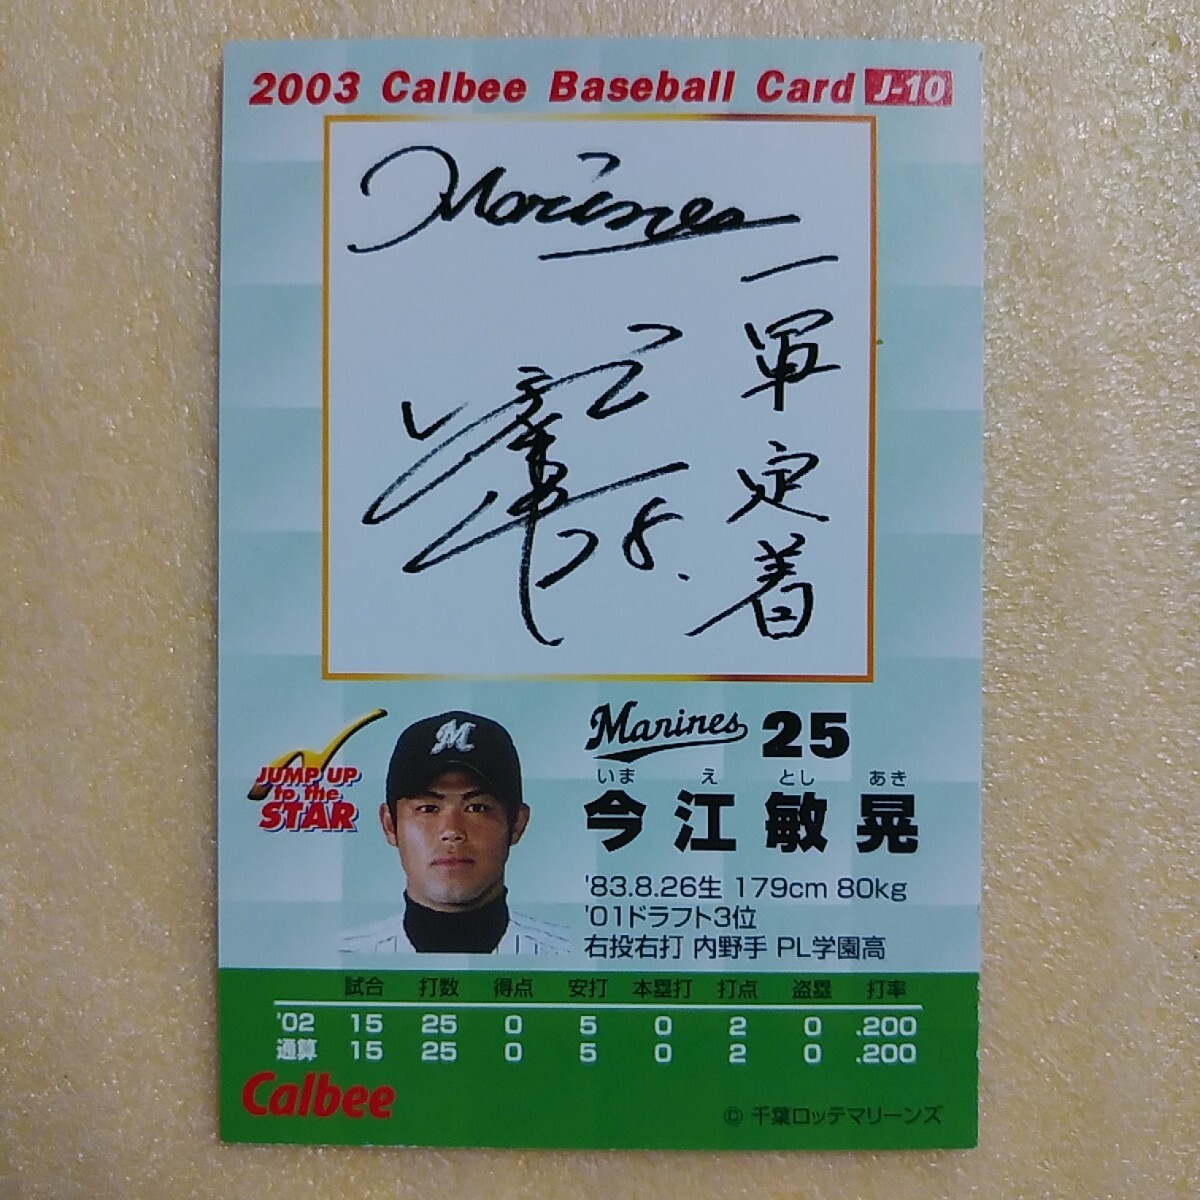 2003 Calbee Baseball Card J-10
Marines
一軍定着
Marines 25
いま え とし あき
今江敏晃
'83.8.26生 179cm 80kg
'01ドラフト3位
右投右打 内野手 PL学園高
JUMP UP
to the
STAR
試合 打数 得点 安打 本塁打 打点 盗塁 打率
'02 15 25 0 5 0 2 0 .200
通算 15 25 0 5 0 2 0 .200
Calbee
© 千葉ロッテマリーンズ